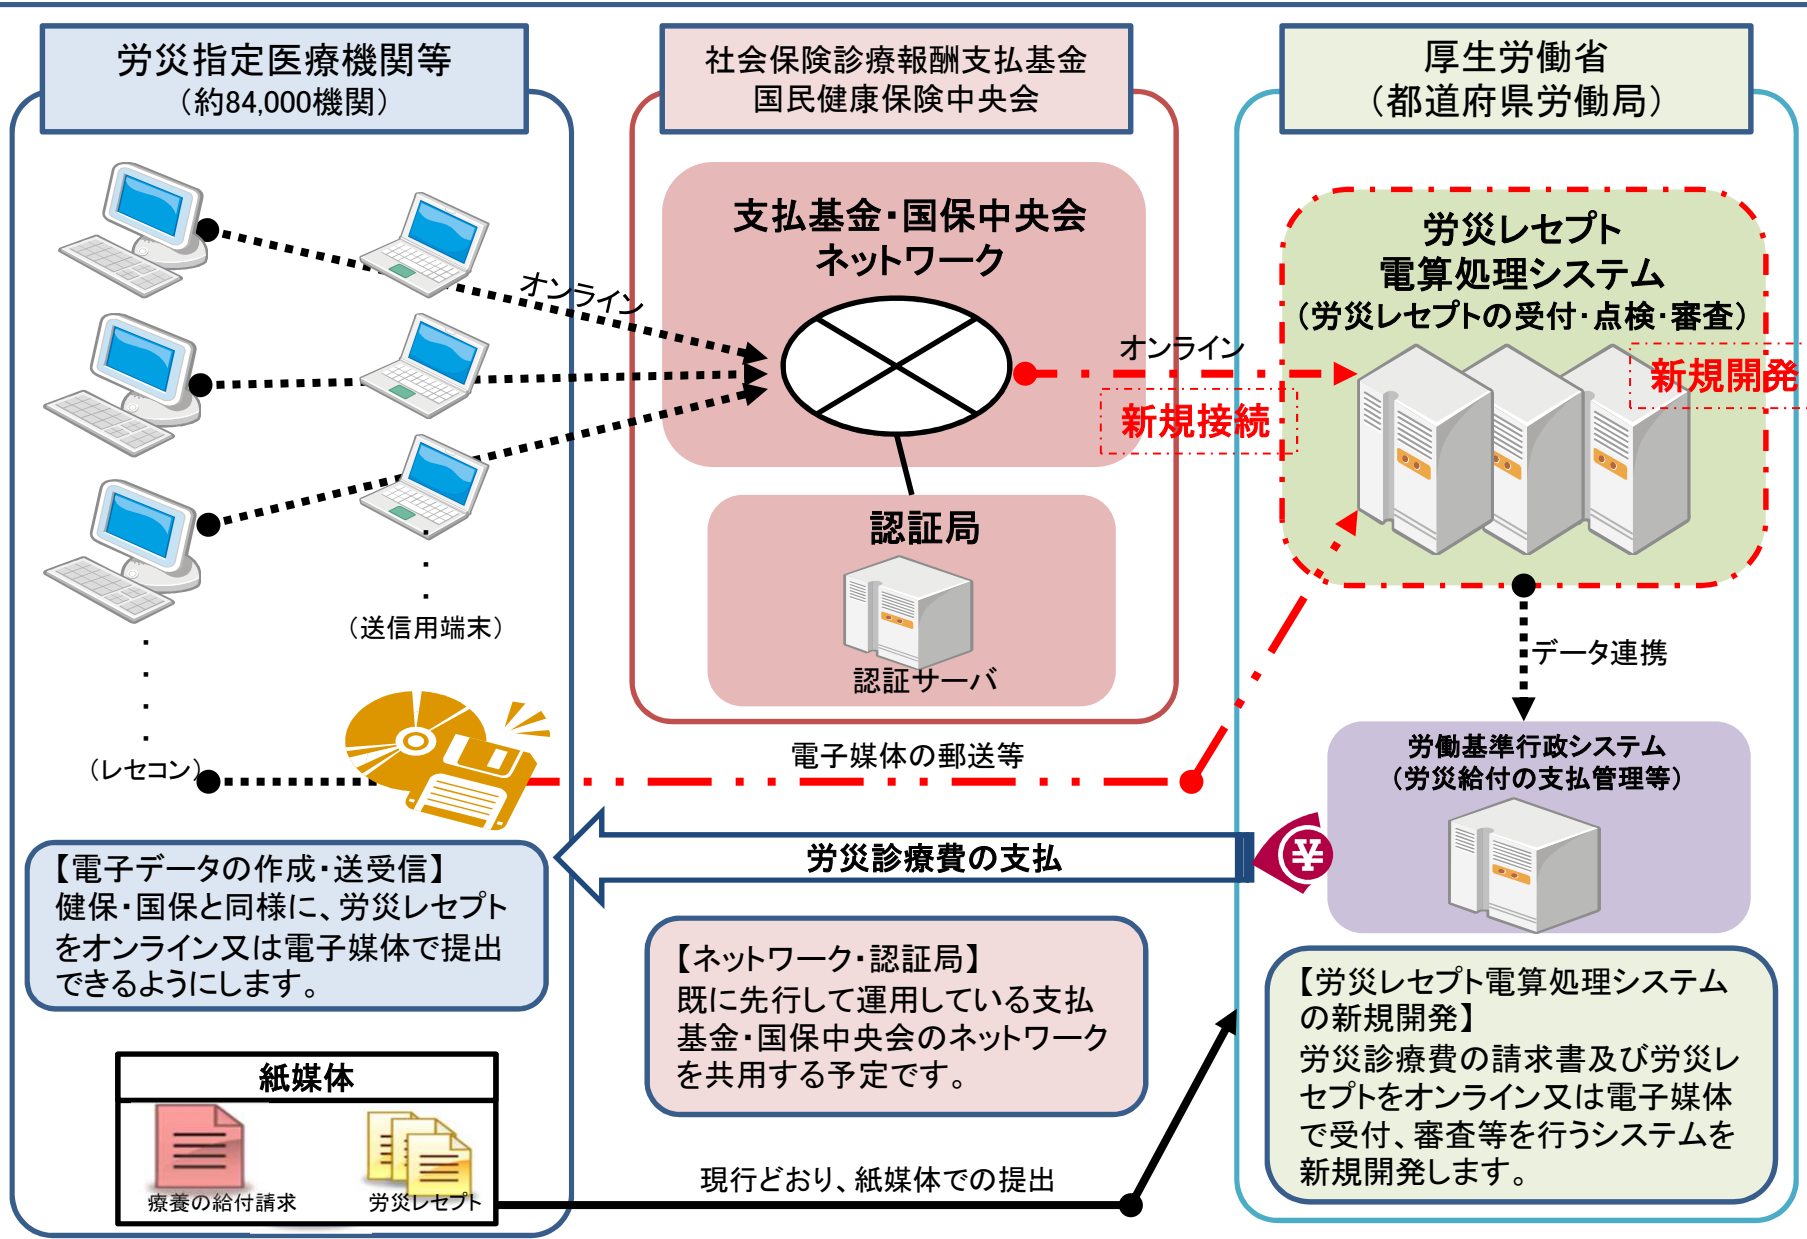 労災指定医療機関等
（約84,000機関）
社会保険診療報酬支払基金
国民健康保険中央会
厚生労働省
（都道府県労働局）
支払基金・国保中央会
ネットワーク
労災レセプト
電算処理システム
（労災レセプトの受付・点検・審査）
オンライン
オンライン
新規接続
新規開発
認証局
認証サーバ
（送信用端末）
（レセコン）
データ連携
電子媒体の郵送等
労働基準行政システム
（労災給付の支払管理等）
労災診療費の支払
¥
【電子データの作成・送受信】
健保・国保と同様に、労災レセプト
をオンライン又は電子媒体で提出
できるようにします。
【ネットワーク・認証局】
既に先行して運用している支払
基金・国保中央会のネットワーク
を共用する予定です。
【労災レセプト電算処理システム
の新規開発】
労災診療費の請求書及び労災レ
セプトをオンライン又は電子媒体
で受付、審査等を行うシステムを
新規開発します。
紙媒体
療養の給付請求
労災レセプト
現行どおり、紙媒体での提出